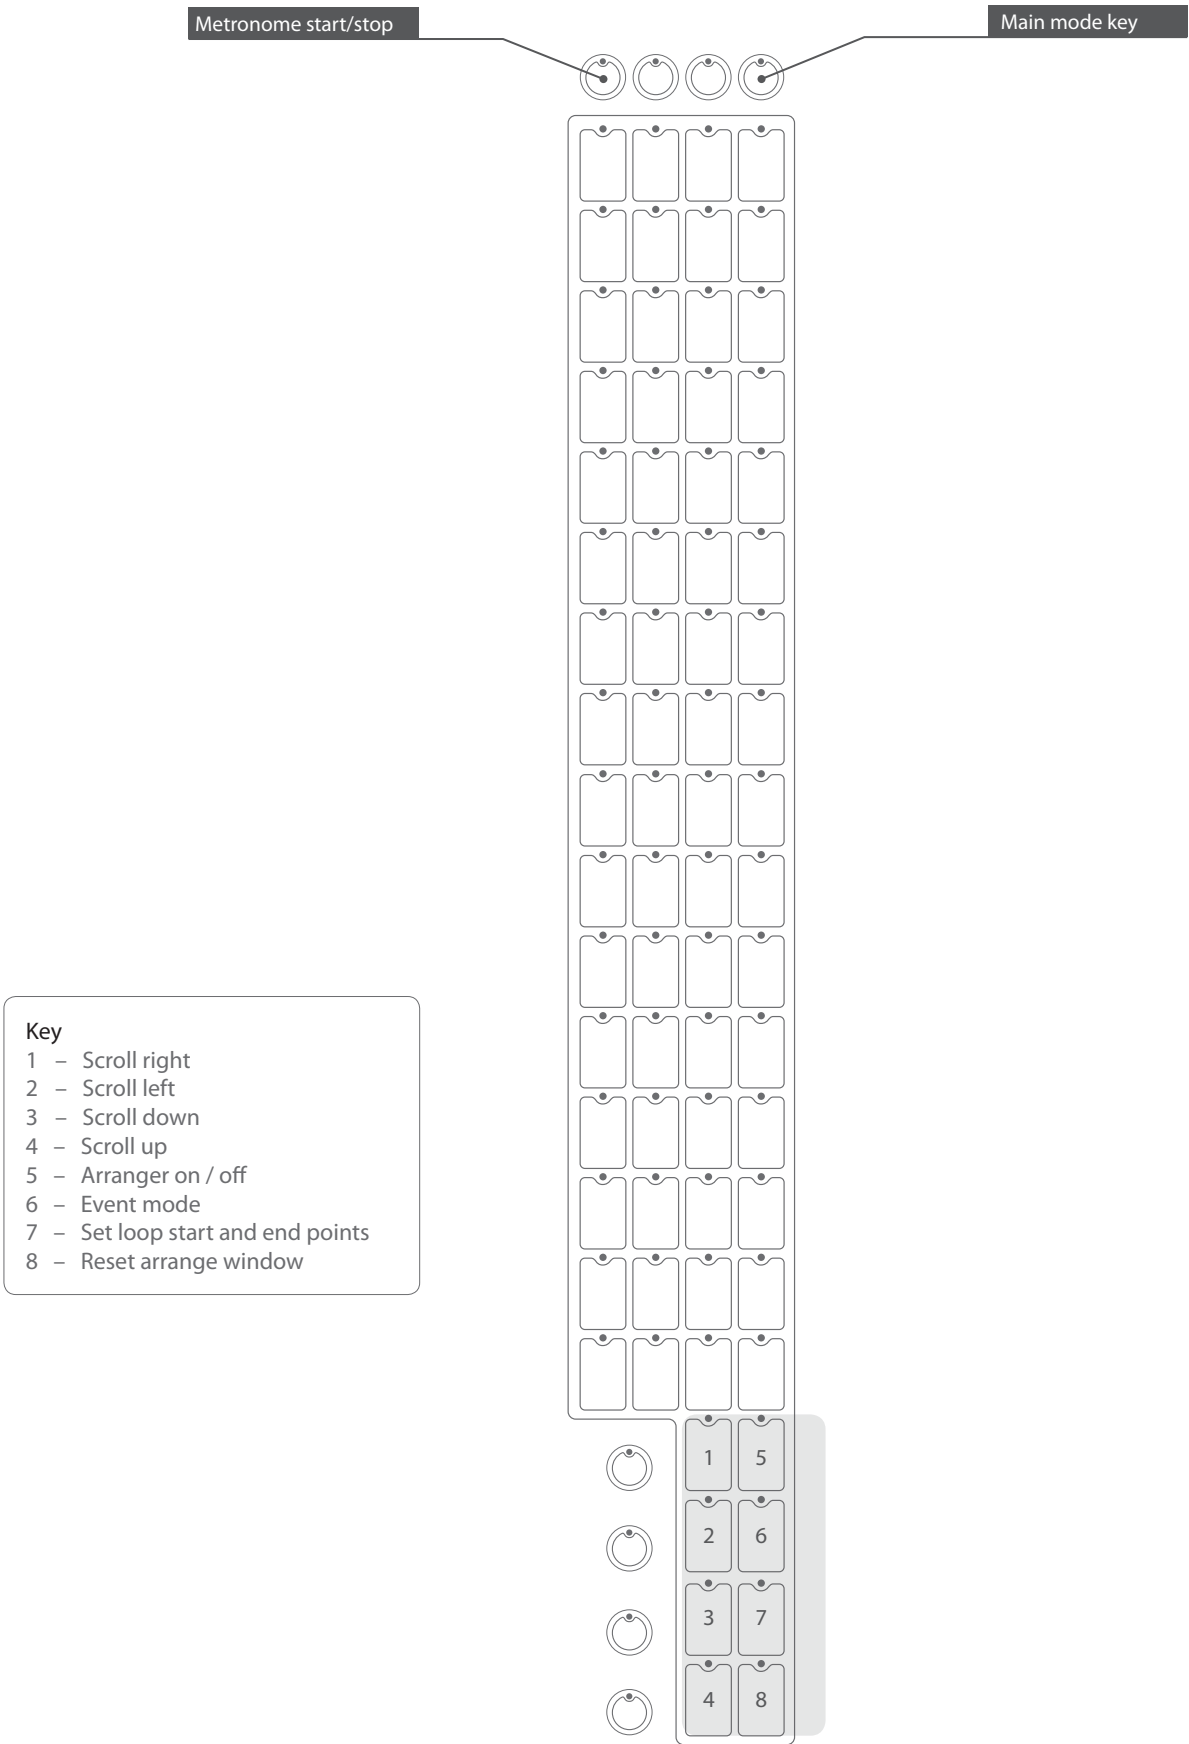 Metronome start/stop
Main mode key
Key
1 – Scroll right
2 – Scroll left
3 – Scroll down
4 – Scroll up
5 – Arranger on / off
6 – Event mode
7 – Set loop start and end points
8 – Reset arrange window
1 5
2 6
3 7
4 8